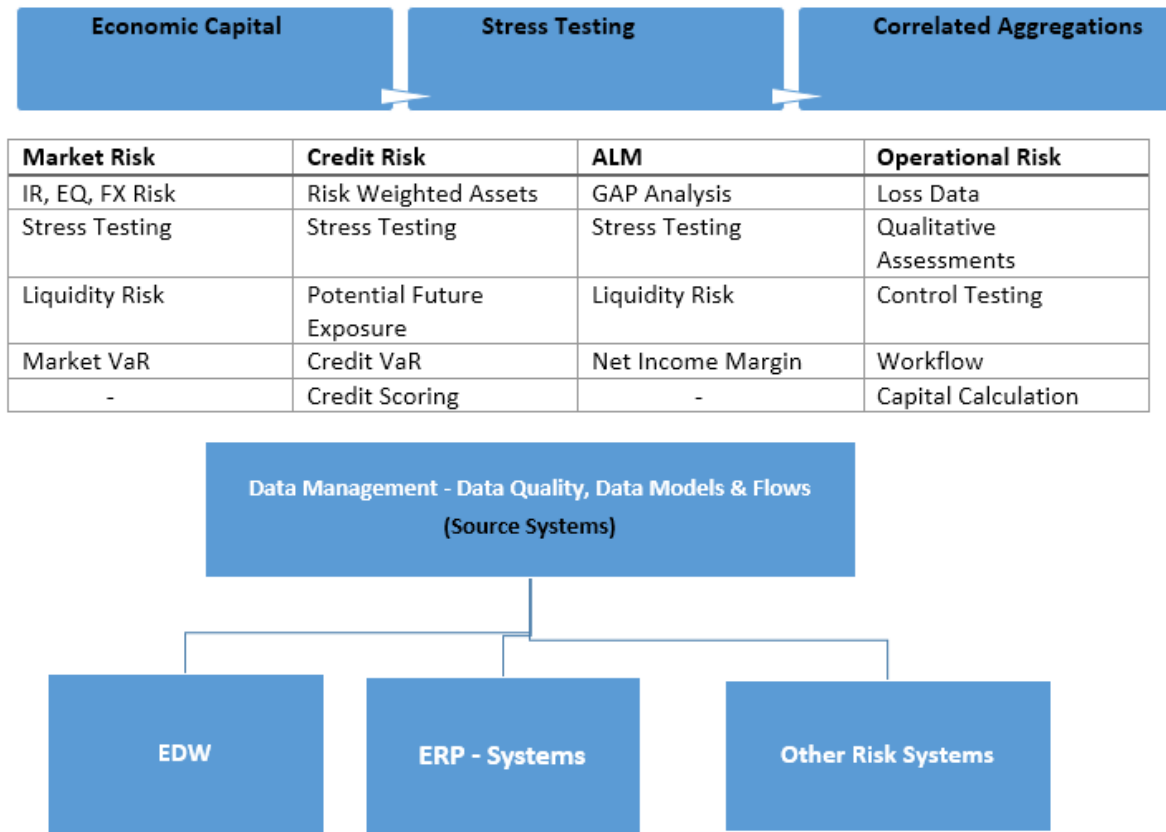 Economic Capital Stress Testing Correlated Aggregations
Market Risk Credit Risk ALM Operational Risk
IR, EQ, FX Risk Risk Weighted Assets GAP Analysis Loss Data
Stress Testing Stress Testing Stress Testing Qualitative
Assessments
Liquidity Risk Potential Future Liquidity Risk Control Testing
Exposure
Market VaR Credit VaR Net Income Margin Workflow
- Credit Scoring - Capital Calculation
Data Management - Data Quality, Data Models & Flows
(Source Systems)
EDW ERP - Systems Other Risk Systems